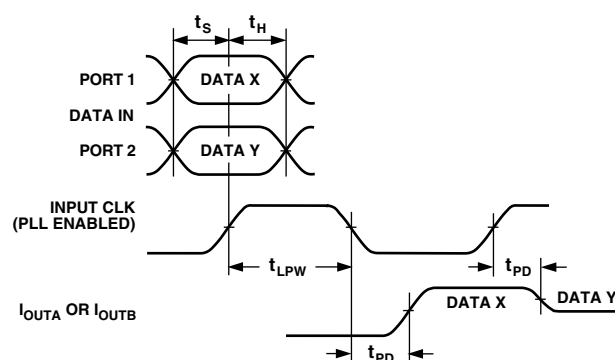 tS tH
PORT 1 DATA X
DATA IN
PORT 2 DATA Y
INPUT CLK
(PLL ENABLED)
tLPW tPD
IOUTA OR IOUTB DATA X DATA Y
tPD